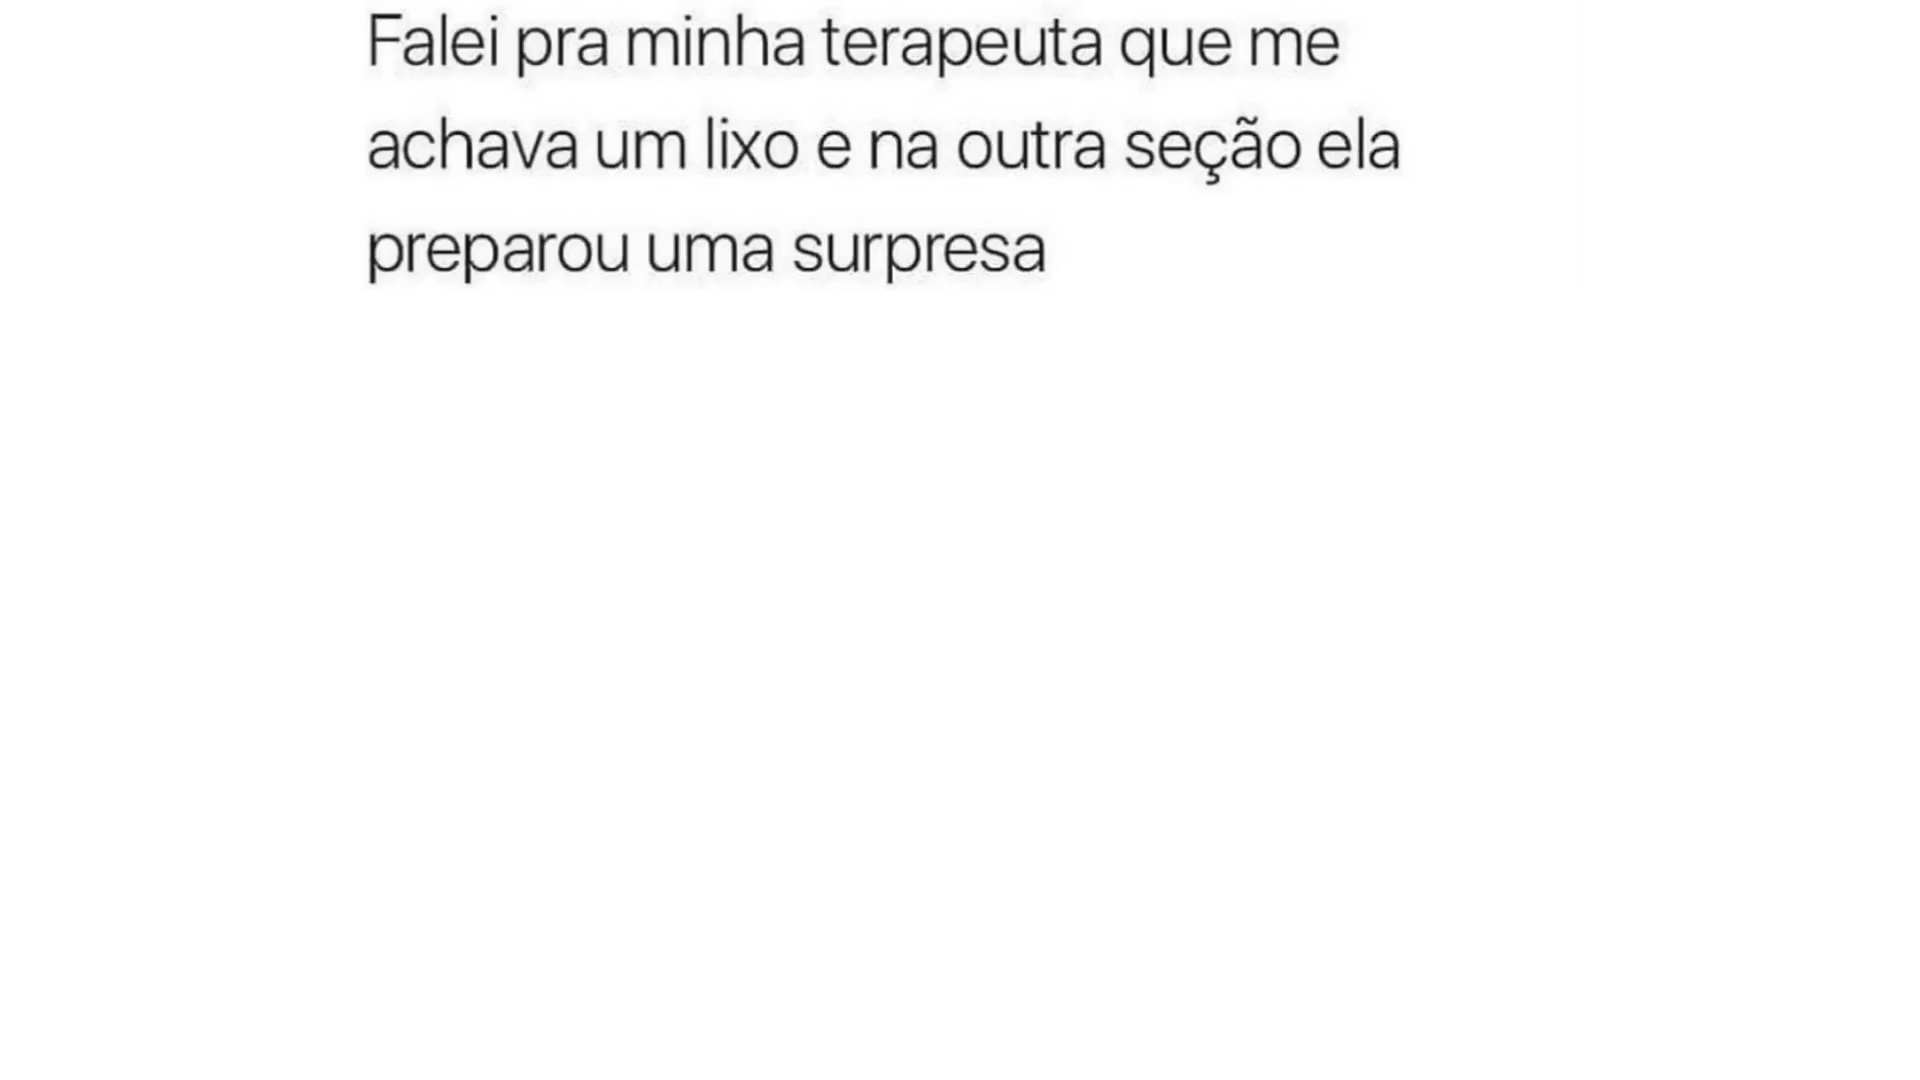 Falei pra minha terapeuta que me
achava um lixo e na outra seção ela
preparou uma surpresa